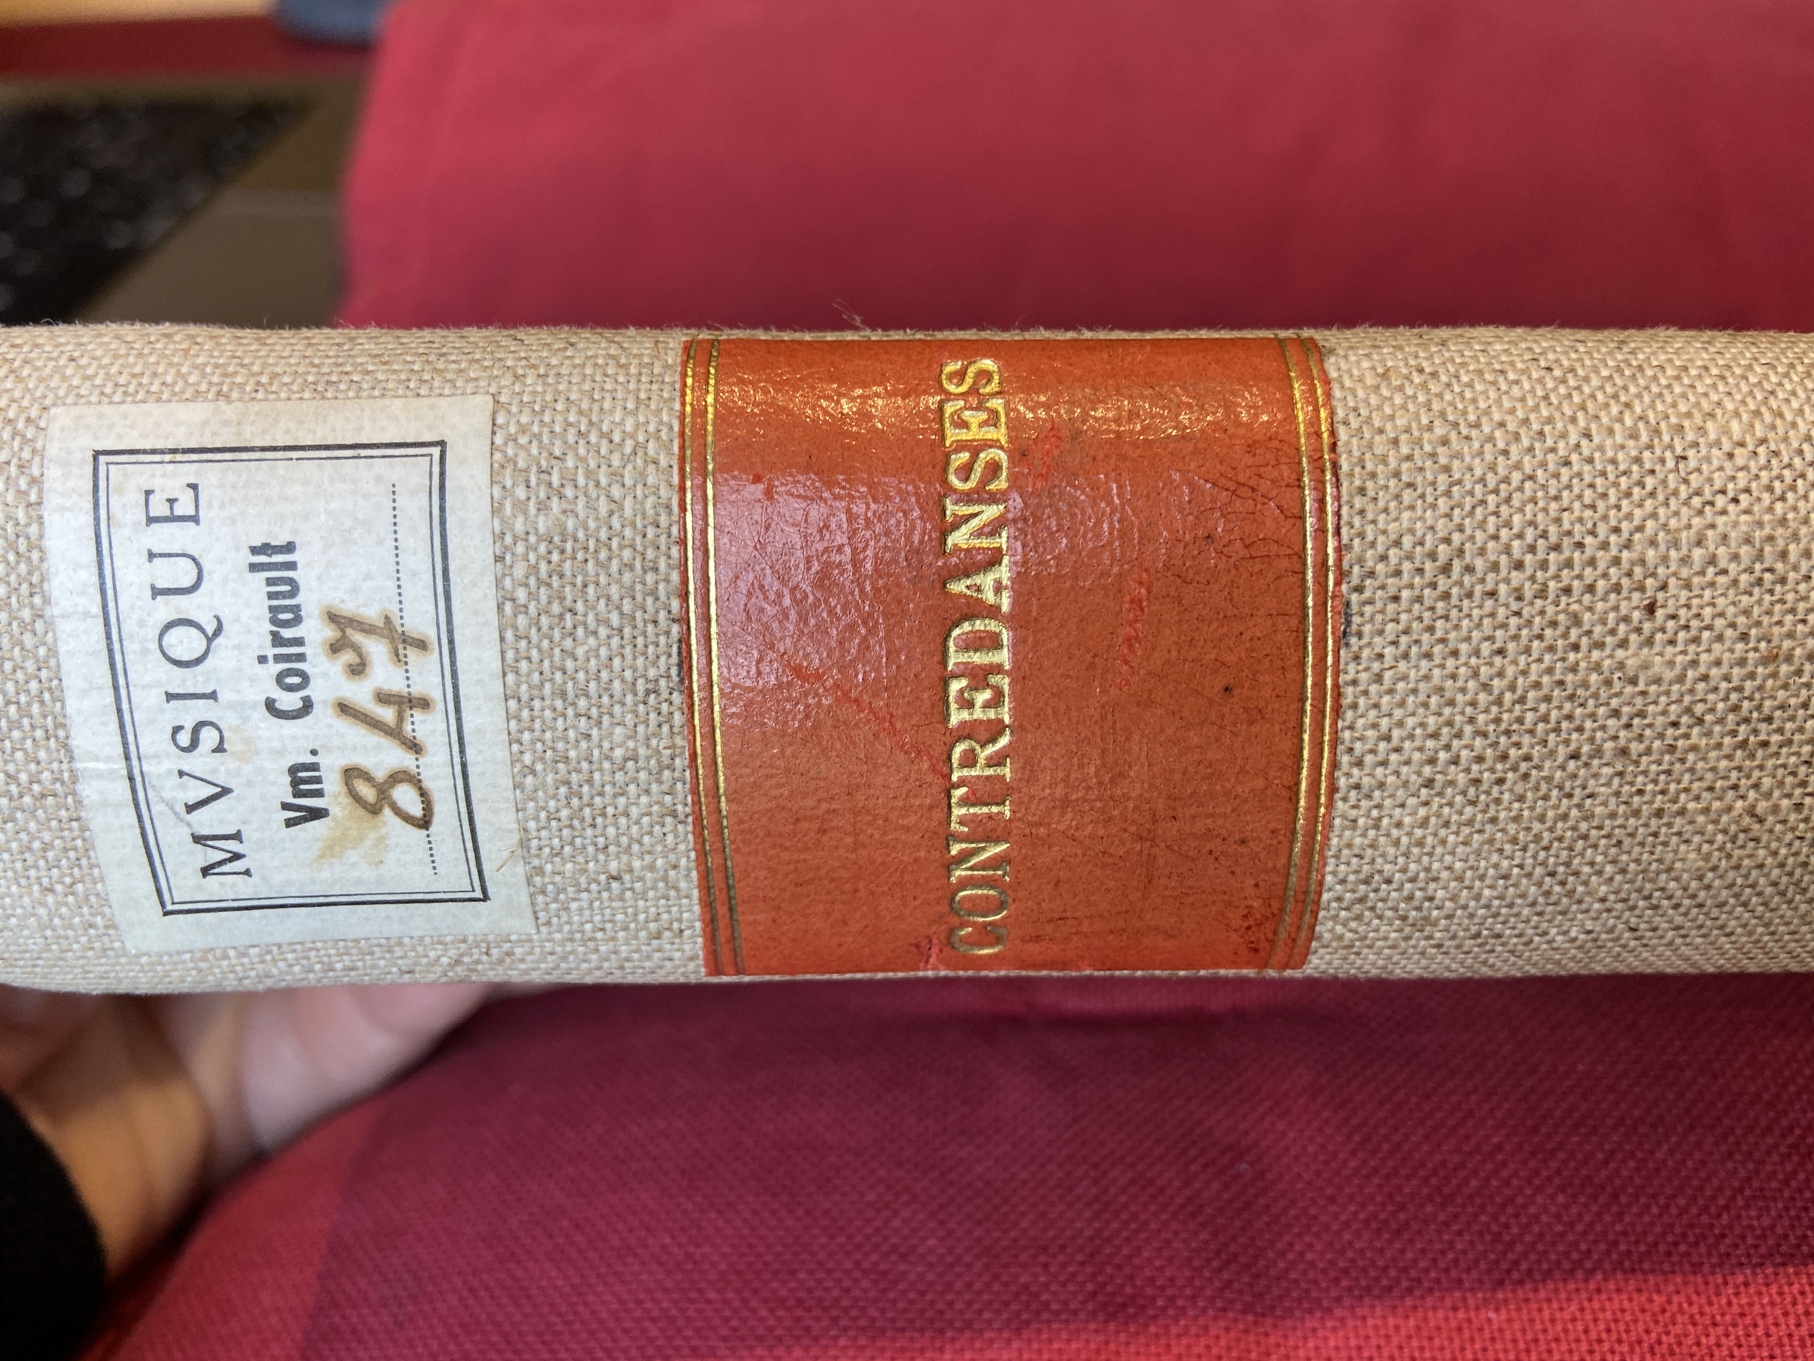 CONTREDANSES
MVSIQUE
Vm. Coirault
847